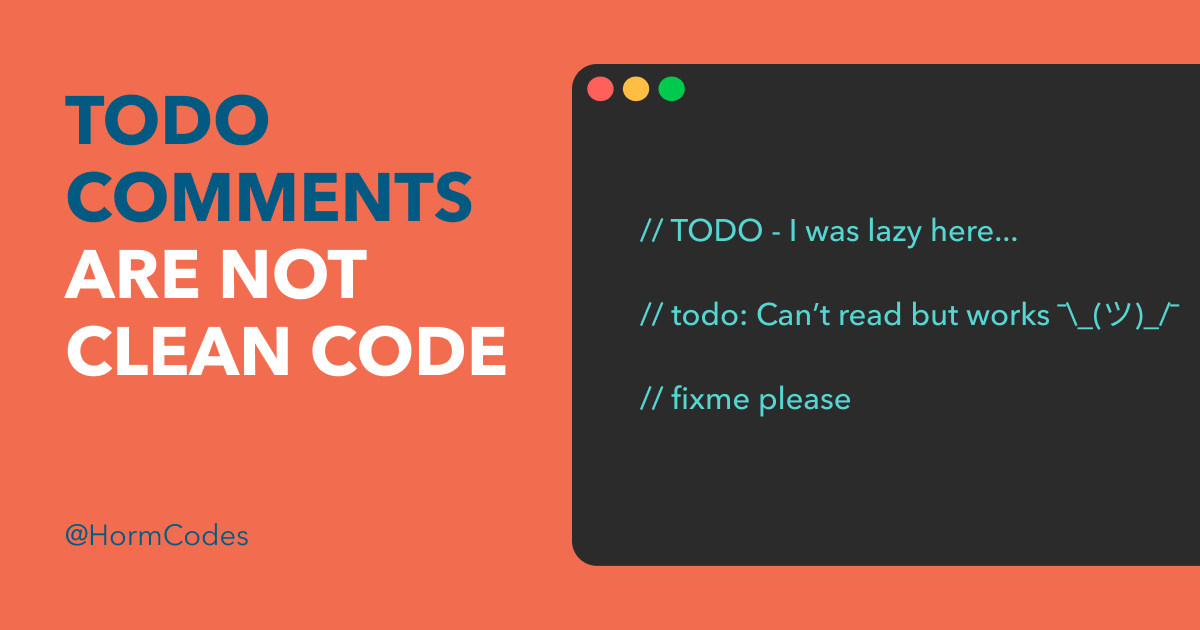 TODO
COMMENTS
ARE NOT
CLEAN CODE
@HormCodes
// TODO - I was lazy here...
// todo: Can’t read but works ¯\_(ツ)_/¯
// fixme please